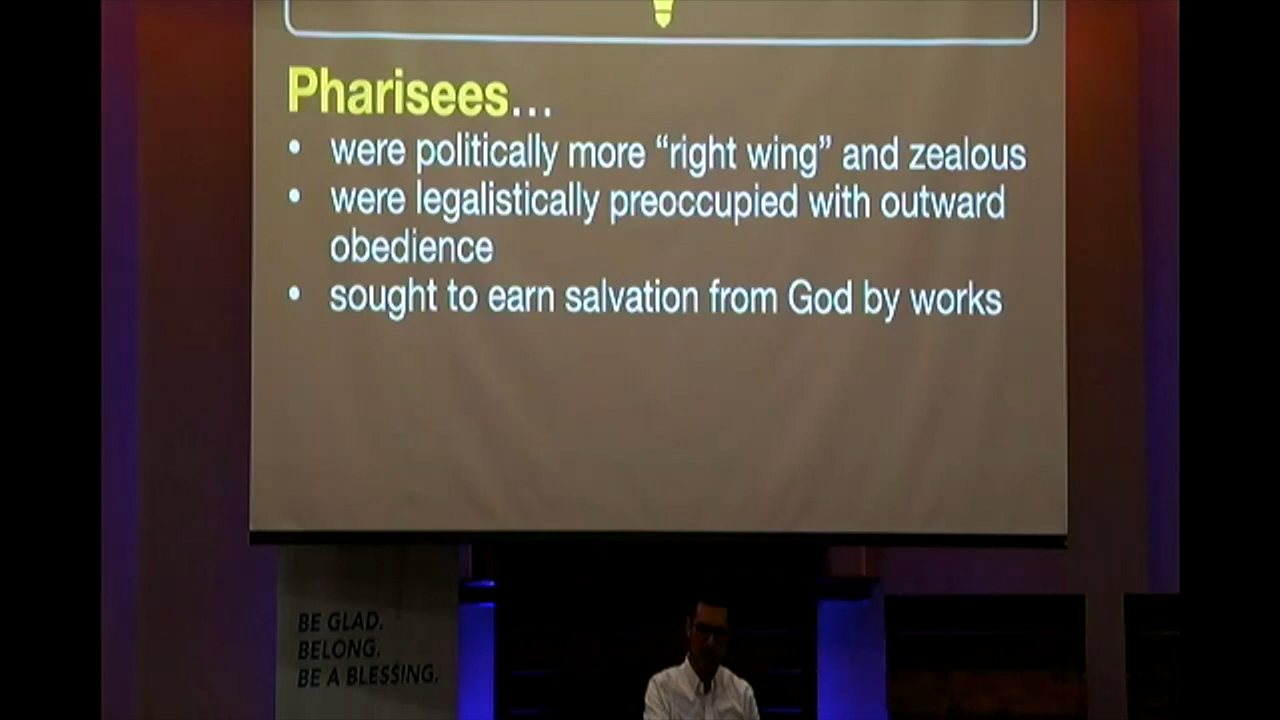 Pharisees...
• were politically more “right wing” and zealous
• were legalistically preoccupied with outward
obedience
• sought to earn salvation from God by works
BE GLAD.
BELONG.
BE A BLESSING.